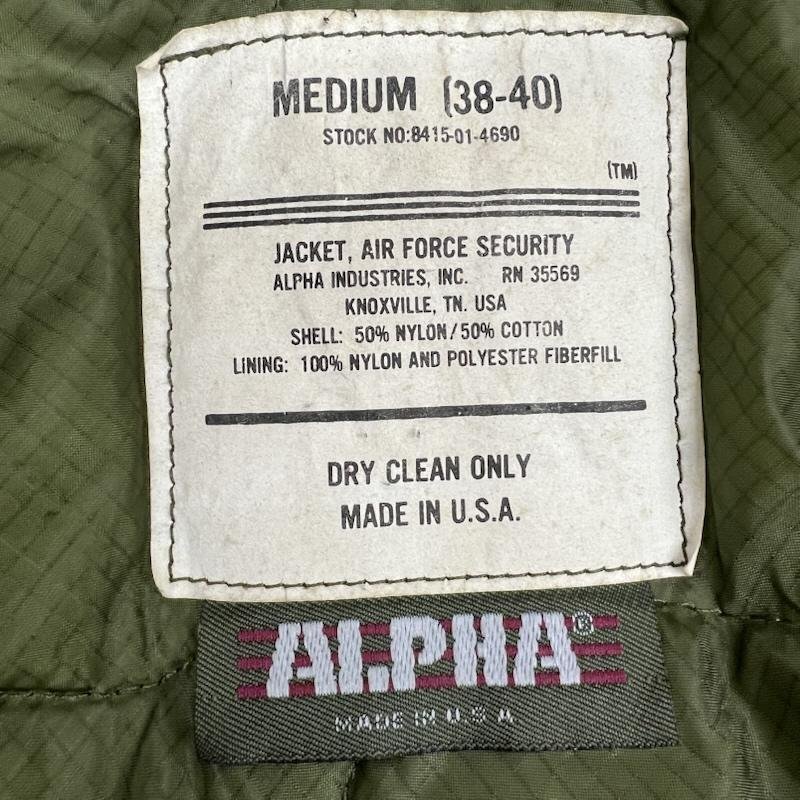 MEDIUM (38-40)
STOCK NO:8415-01-4690
(TM)
JACKET, AIR FORCE SECURITY
ALPHA INDUSTRIES, INC. RN 35569
KNOXVILLE, TN. USA
SHELL: 50% NYLON/50% COTTON
LINING: 100% NYLON AND POLYESTER FIBERFILL
DRY CLEAN ONLY
MADE IN U.S.A.
ALPHA®
MADE IN U.S A